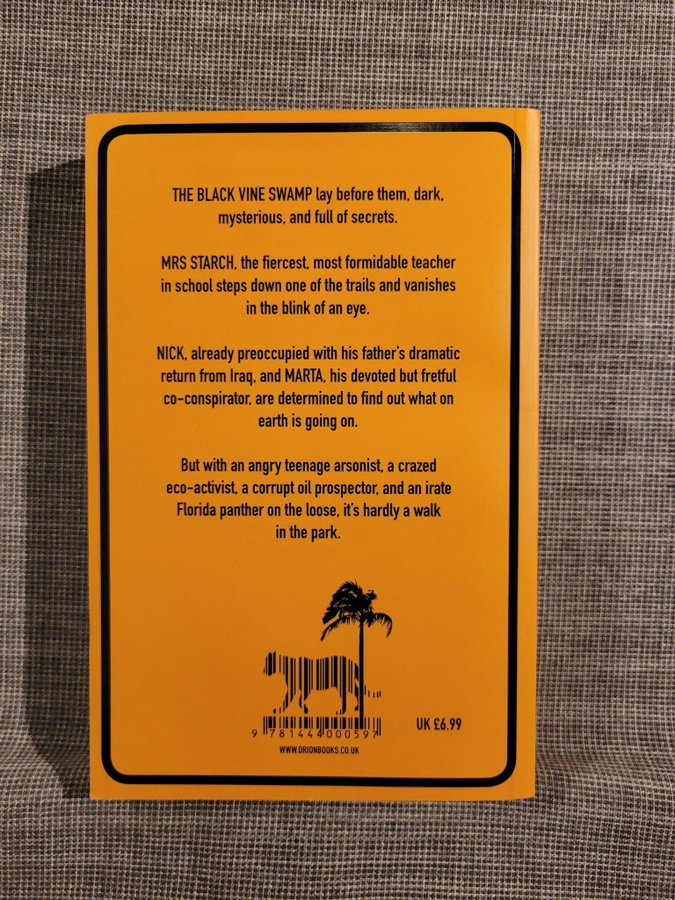 THE BLACK VINE SWAMP lay before them, dark,
mysterious, and full of secrets.
MRS STARCH, the fiercest, most formidable teacher
in school steps down one of the trails and vanishes
in the blink of an eye.
NICK, already preoccupied with his father's dramatic
return from Iraq, and MARTA, his devoted but fretful
co-conspirator, are determined to find out what on
earth is going on.
But with an angry teenage arsonist, a crazed
eco-activist, a corrupt oil prospector, and an irate
Florida panther on the loose, it's hardly a walk
in the park.
9 781444 000597
UK £6.99
WWW.ORIONBOOKS.CO.UK